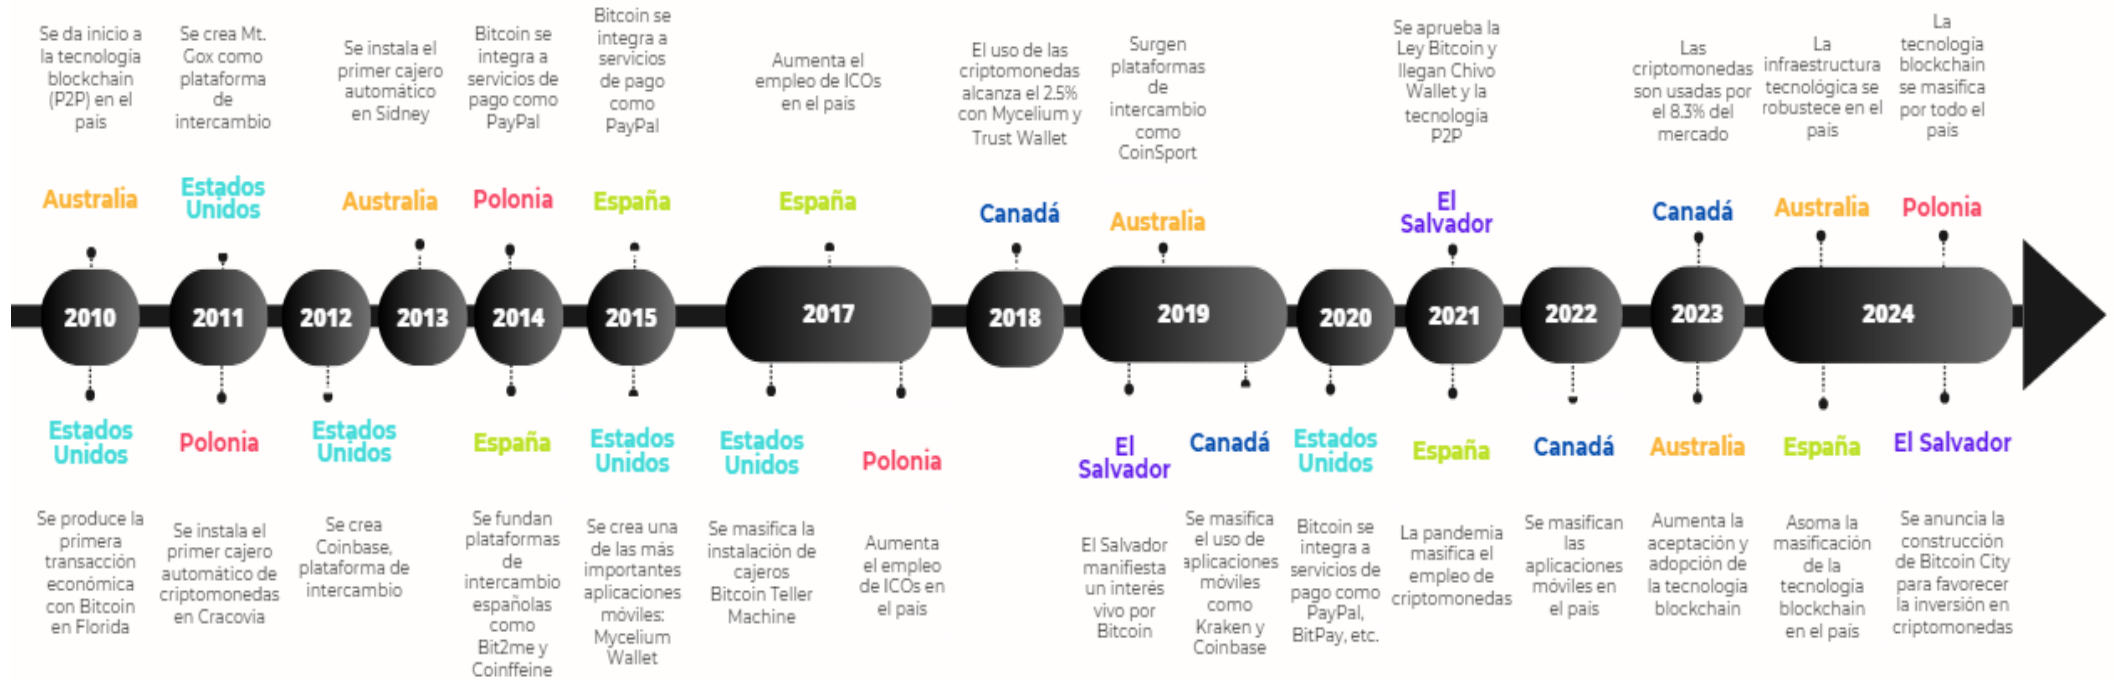 Se da inicio a
la tecnología
blockchain
(P2P) en el
país
Australia
Se crea Mt.
Gox como
plataforma
de
intercambio
Estados
Unidos
Se instala el
primer cajero
automático
en Sidney
Australia
Bitcoin se
integra a
servicios de
pago como
PayPal
Polonia
Bitcoin se
integra a
servicios
de pago
como
PayPal
España
Aumenta el
empleo de ICOs
en el país
España
El uso de las
criptomonedas
alcanza el 2.5%
con Mycelium y
Trust Wallet
Canadá
Surgen
plataformas
de
intercambio
como
CoinSport
Australia
Se aprueba la
Ley Bitcoin y
llegan Chivo
Wallet y la
tecnología
P2P
El
Salvador
Las
criptomonedas
son usadas por
el 8.3% del
mercado
Canadá
La
infraestructura
tecnológica se
robustece en el
país
Australia
La
tecnología
blockchain
se masifica
por todo el
país
Polonia
2010
2011
2012
2013
2014
2015
2017
2018
2019
2020
2021
2022
2023
2024
Estados
Unidos
Se produce la
primera
transacción
económica
con Bitcoin
en Florida
Polonia
Se instala el
primer cajero
automático de
criptomonedas
en Cracovia
Estados
Unidos
Se crea
Coinbase,
plataforma de
intercambio
España
Se fundan
plataformas
de
intercambio
españolas
como
Bit2me y
Coinffeine
Estados
Unidos
Se crea una
de las más
importantes
aplicaciones
móviles:
Mycelium
Wallet
Estados
Unidos
Se masifica la
instalación de
cajeros
Bitcoin Teller
Machine
Polonia
Aumenta
el empleo
de ICOs en
el país
El
Salvador
El Salvador
manifiesta
un interés
vivo por
Bitcoin
Canadá
Se masifica
el uso de
aplicaciones
móviles
como
Kraken y
Coinbase
Estados
Unidos
Bitcoin se
integra a
servicios de
pago como
PayPal,
BitPay, etc.
España
La pandemia
masifica el
empleo de
criptomonedas
Canadá
Se masifican
las
aplicaciones
móviles en
el país
Australia
Aumenta la
aceptación y
adopción de
la tecnología
blockchain
España
Asoma la
masificación
de la
tecnología
blockchain
en el país
El Salvador
Se anuncia la
construcción
de Bitcoin City
para favorecer
la inversión en
criptomonedas